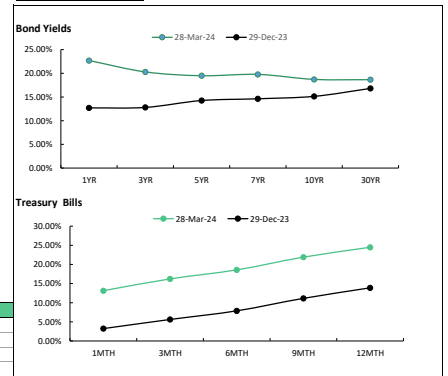 Bond Yields
28-Mar-24 29-Dec-23
25.00%
20.00%
15.00%
10.00%
5.00%
0.00%
1YR 3YR 5YR 7YR 10YR 30YR
Treasury Bills
28-Mar-24 29-Dec-23
30.00%
25.00%
20.00%
15.00%
10.00%
5.00%
0.00%
1MTH 3MTH 6MTH 9MTH 12MTH